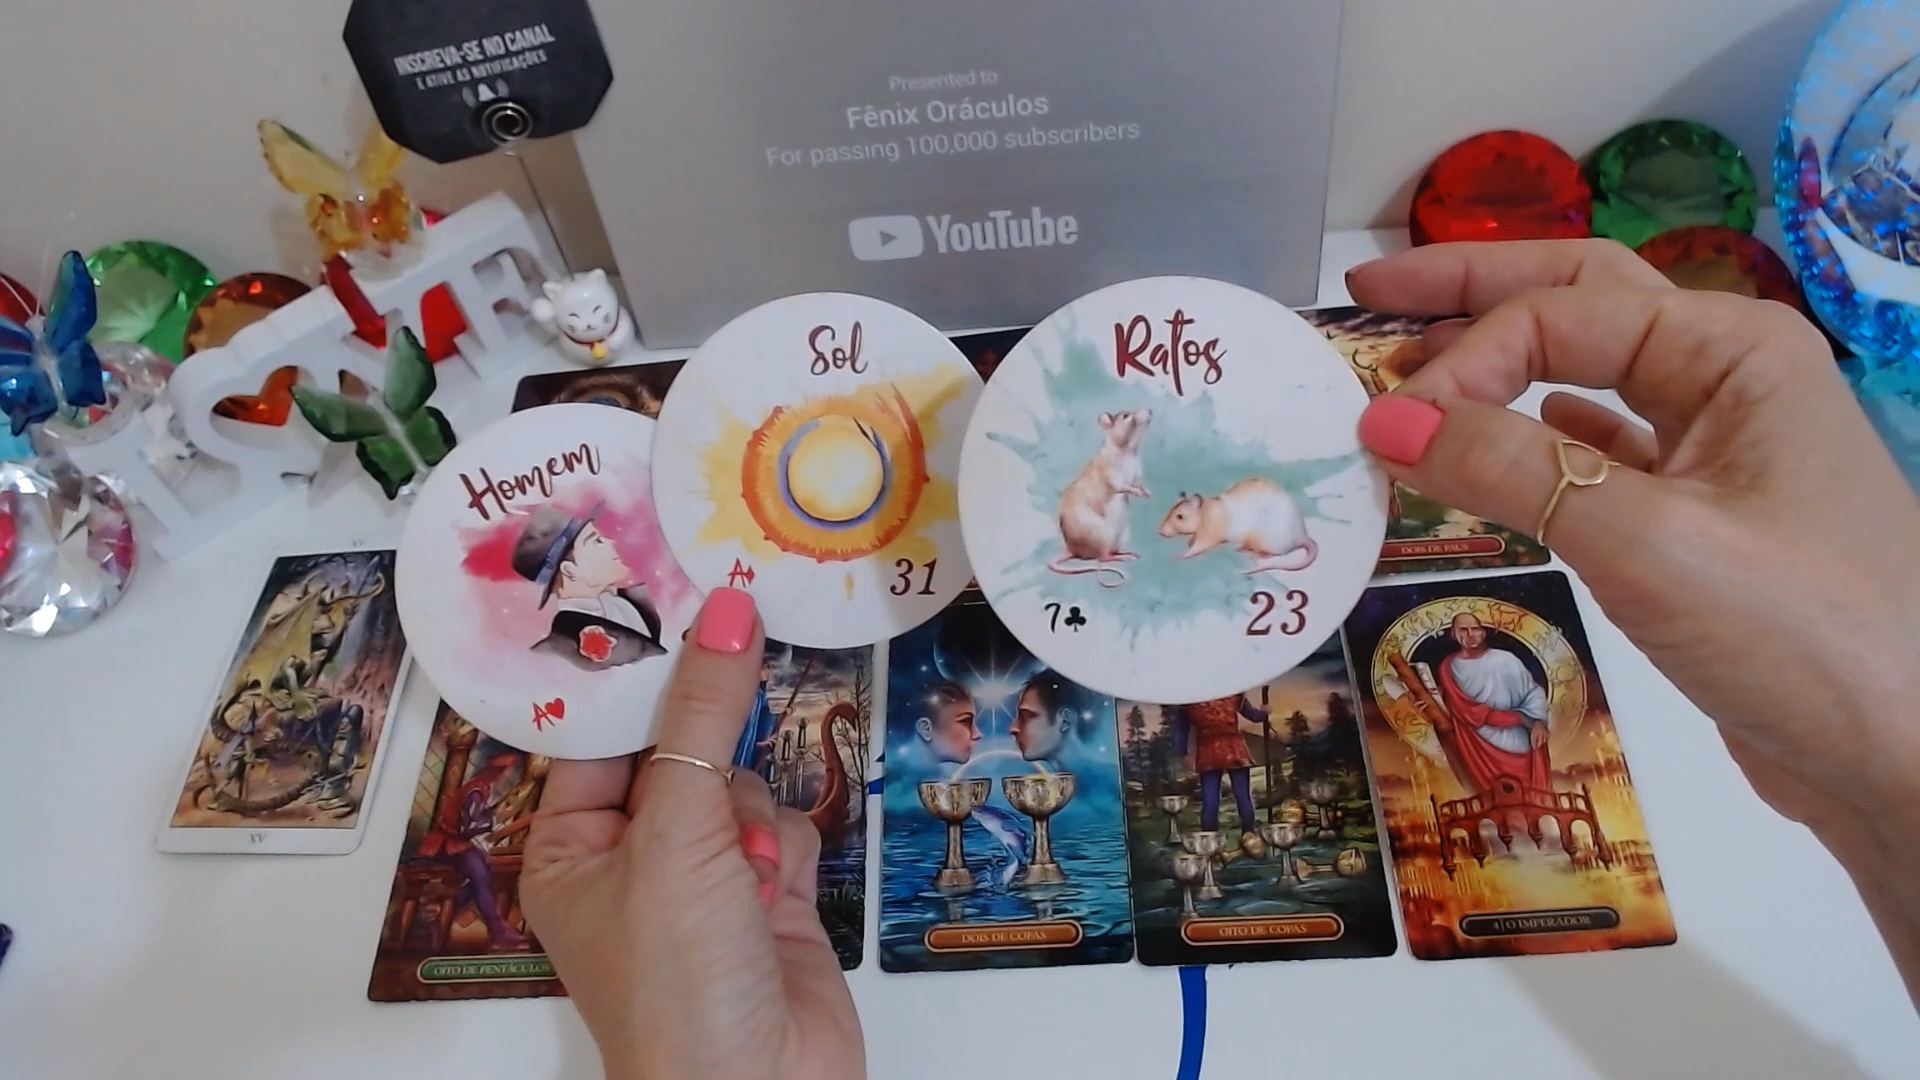 INSCREVA-SE NO CANAL
E ATIVE AS NOTIFICAÇÕES
Presented to
Fênix Oráculos
For passing 100,000 subscribers
YouTube
Homem
A♥
Sol
A♦
31
Ratos
7♣
23
DOIS DE PAUS
XV
XV
OITO DE PENTÁCULOS
DOIS DE COPAS
OITO DE COPAS
4 | O IMPERADOR